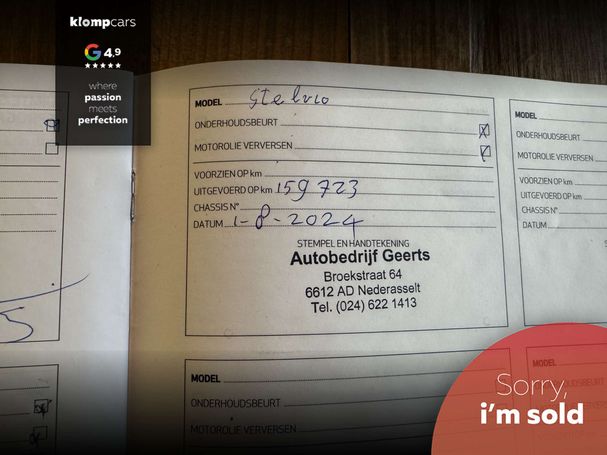 klompcars
G 4,9
where
passion
meets
perfection
MODEL Stelvio
ONDERHOUDSBEURT
MOTOROLIE VERVERSEN
VOORZIEN OP km
UITGEVOERD OP km 159 723
CHASSIS N°
DATUM 1-8-2024
STEMPEL EN HANDTEKENING
Autobedrijf Geerts
Broekstraat 64
6612 AD Nederasselt
Tel. (024) 622 1413
MODEL
ONDERHOUDSBEURT
MOTOROLIE VERVERSEN
VOORZIEN OP km
UITGEVOERD OP km
CHASSIS N°
DATUM
MODEL
ONDERHOUDSBEURT
MOTOROLIE VERVERSEN
MODEL
Sorry,
i'm sold